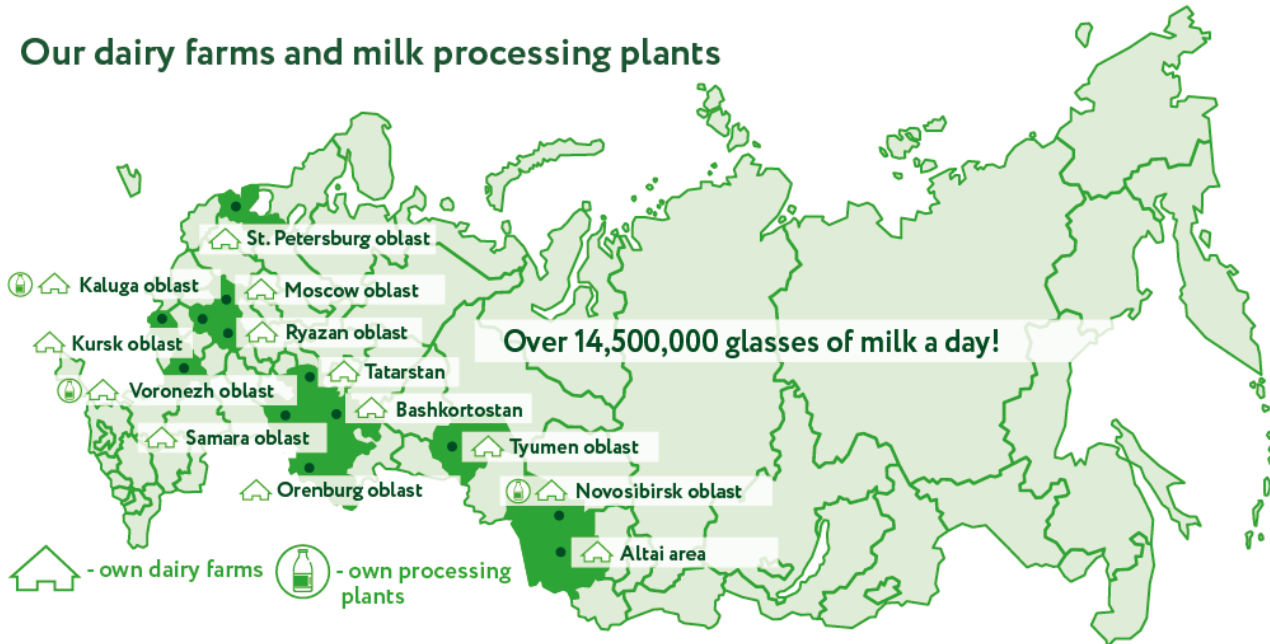 Our dairy farms and milk processing plants
St. Petersburg oblast
Kaluga oblast
Moscow oblast
Kursk oblast
Ryazan oblast
Over 14,500,000 glasses of milk a day!
Tatarstan
Voronezh oblast
Bashkortostan
Samara oblast
Tyumen oblast
Orenburg oblast
Novosibirsk oblast
Altai area
- own dairy farms
- own processing
plants